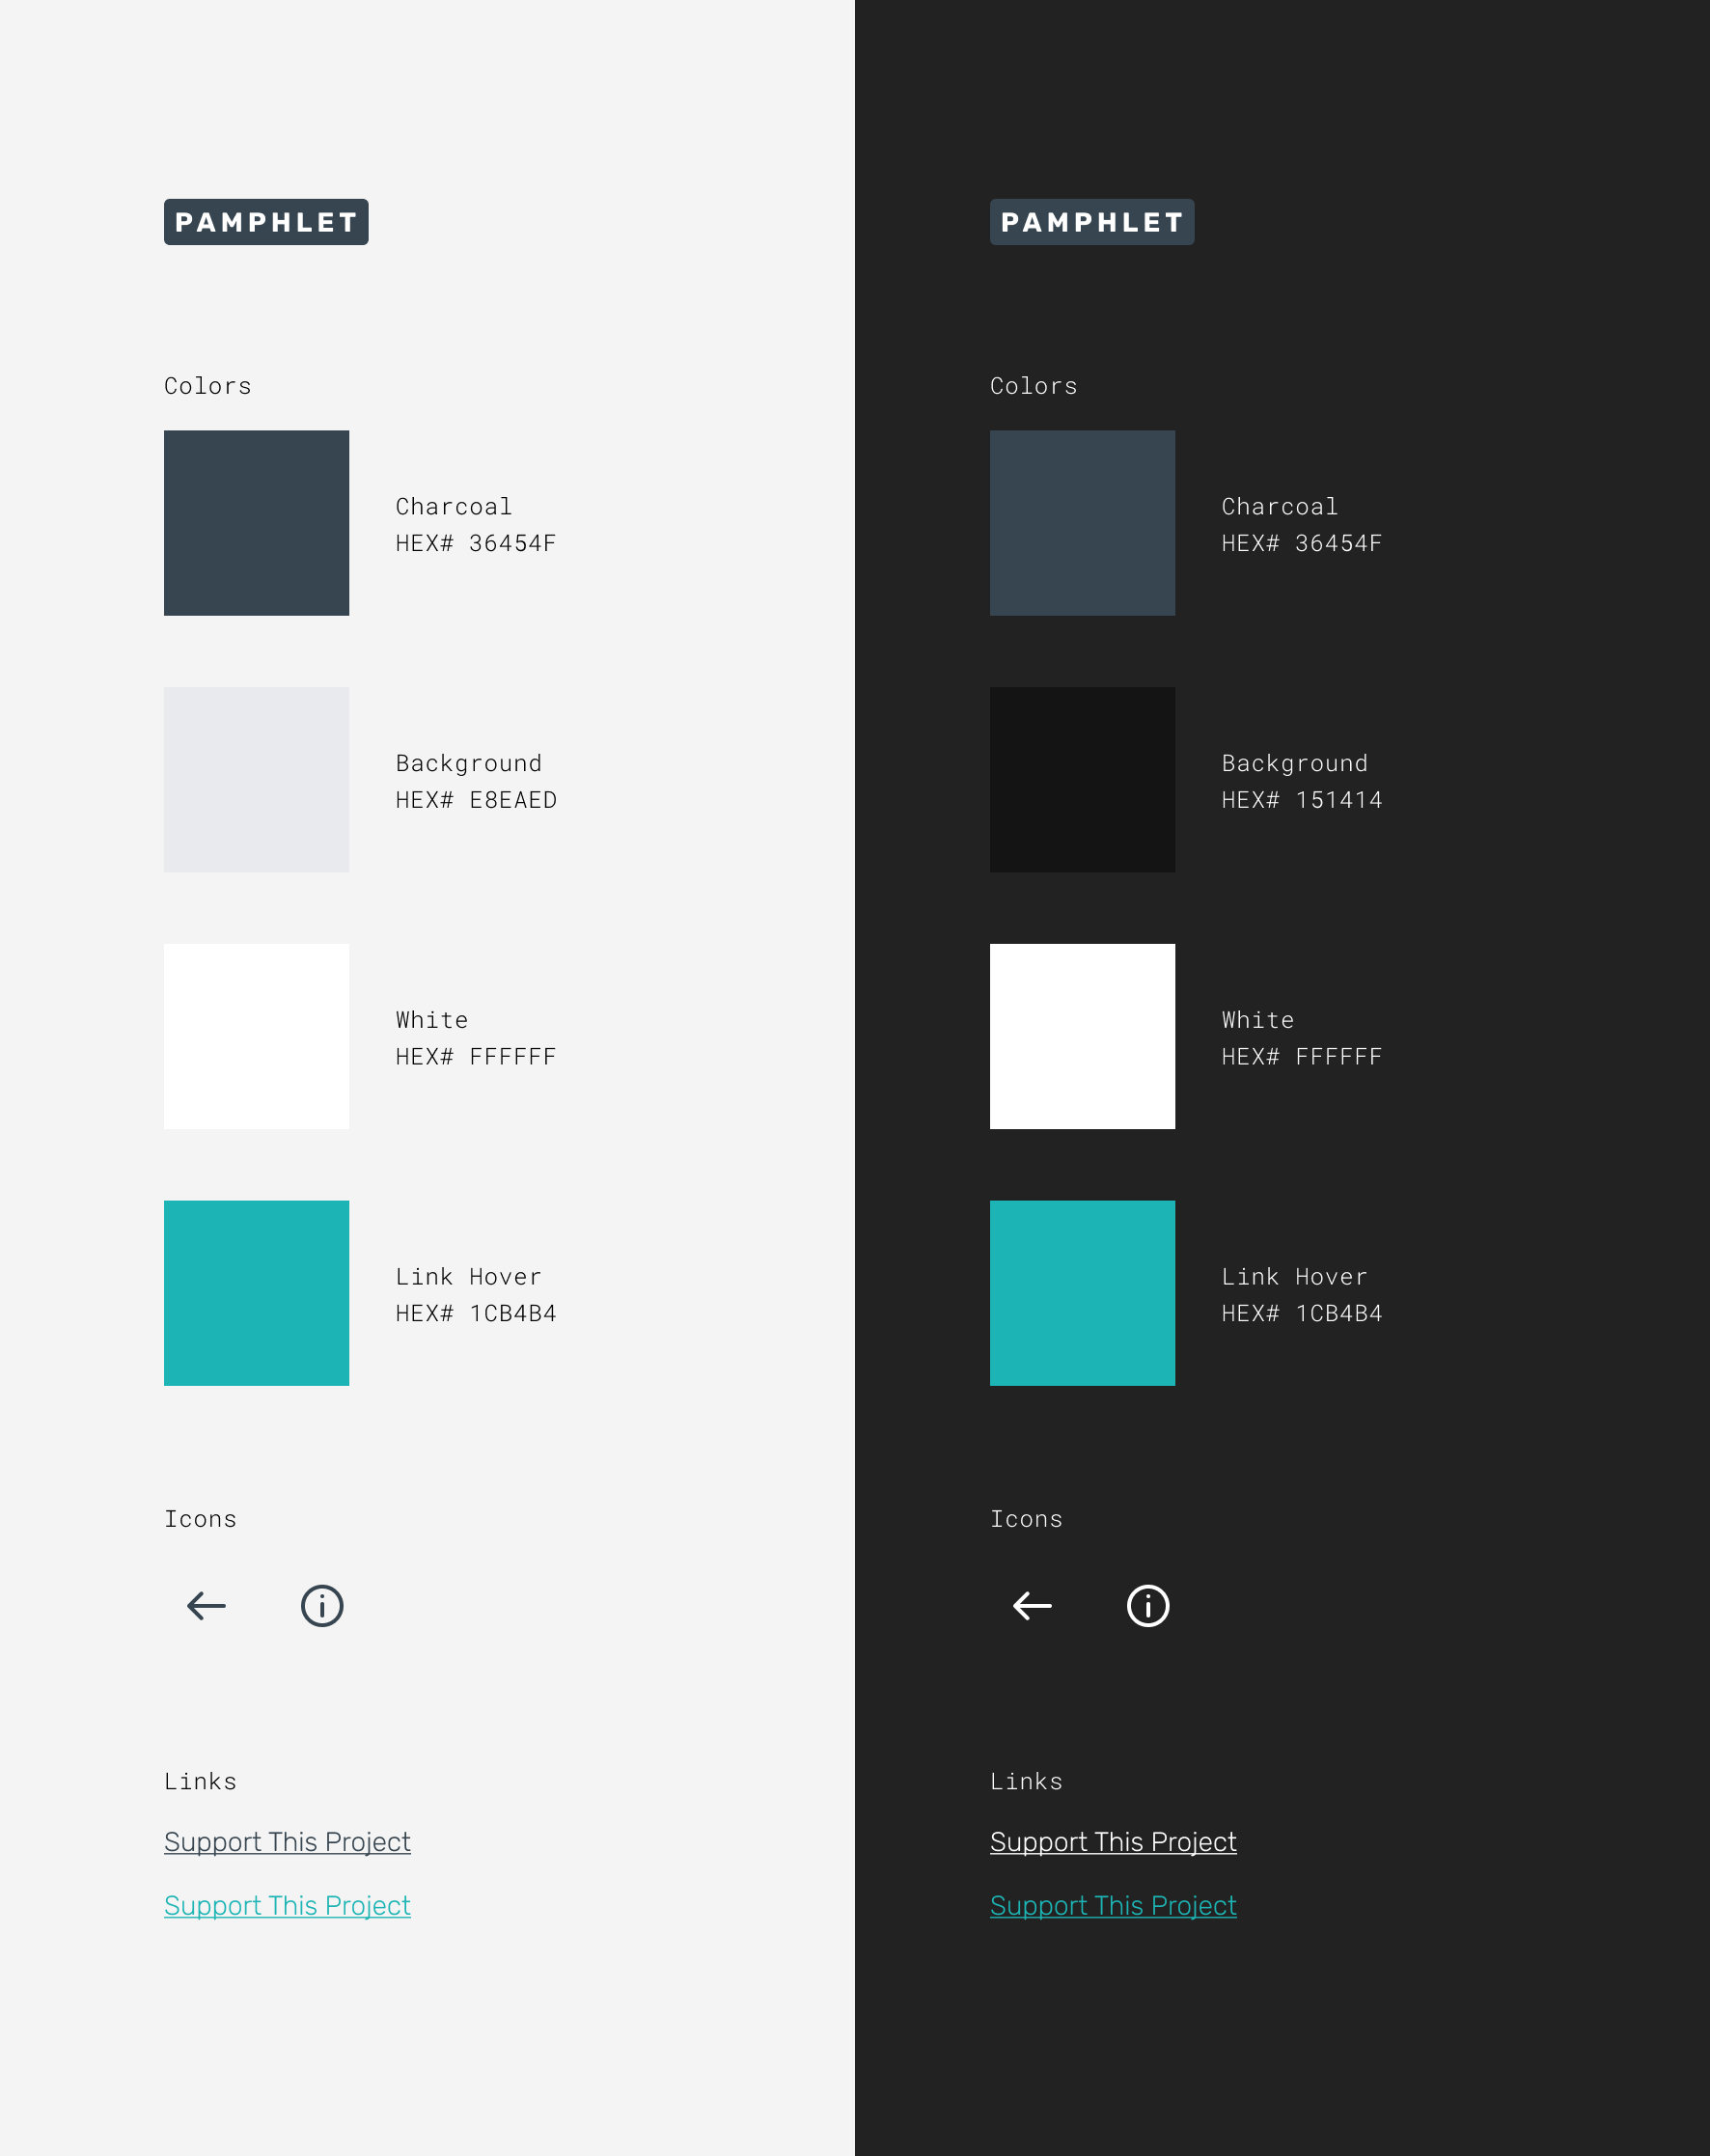 PAMPHLET
Colors
Charcoal
HEX# 36454F
Background
HEX# E8EAED
White
HEX# FFFFFF
Link Hover
HEX# 1CB4B4
Icons
Links
Support This Project
Support This Project
PAMPHLET
Colors
Charcoal
HEX# 36454F
Background
HEX# 151414
White
HEX# FFFFFF
Link Hover
HEX# 1CB4B4
Icons
Links
Support This Project
Support This Project